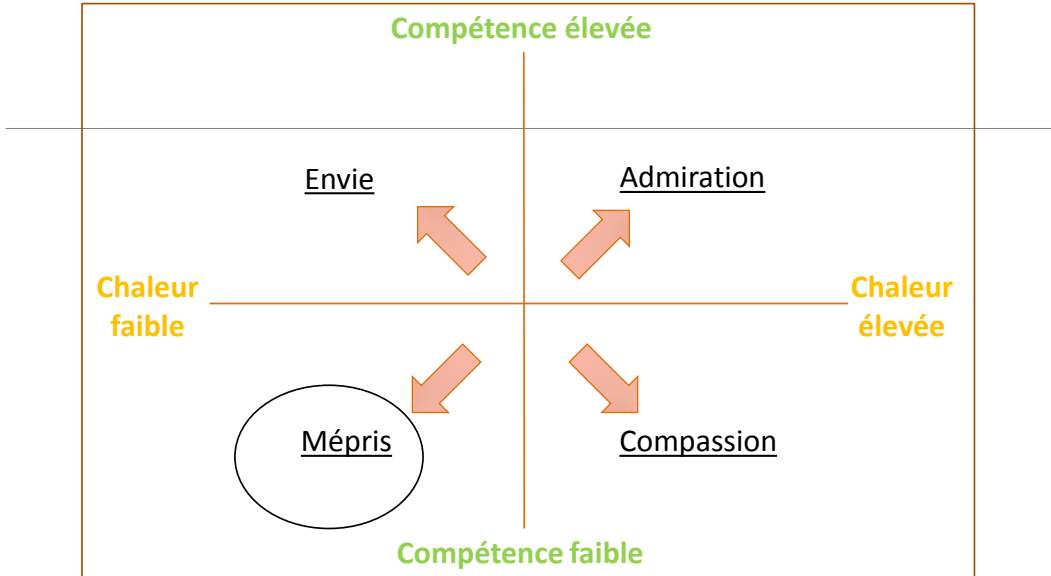 Compétence élevée
Envie
Admiration
Chaleur
faible
Chaleur
élevée
Mépris
Compassion
Compétence faible